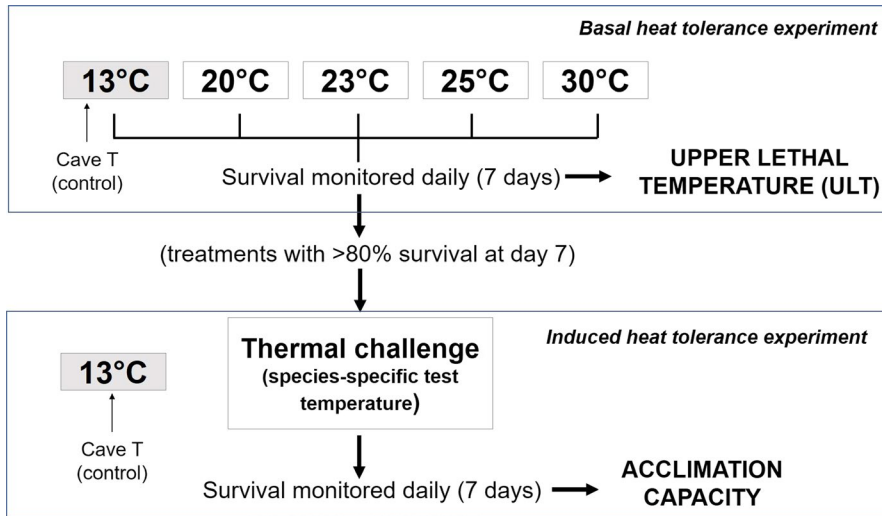 Basal heat tolerance experiment
13°C
20°C
23°C
25°C
30°C
Cave T
(control)
Survival monitored daily (7 days)
UPPER LETHAL
TEMPERATURE (ULT)
(treatments with >80% survival at day 7)
Induced heat tolerance experiment
13°C
Thermal challenge
(species-specific test
temperature)
Cave T
(control)
Survival monitored daily (7 days)
ACCLIMATION
CAPACITY